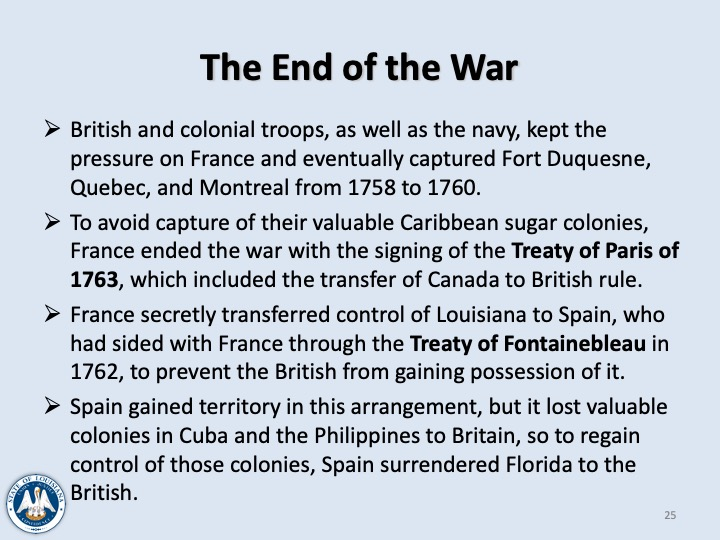 The End of the War
➢ British and colonial troops, as well as the navy, kept the
pressure on France and eventually captured Fort Duquesne,
Quebec, and Montreal from 1758 to 1760.
➢ To avoid capture of their valuable Caribbean sugar colonies,
France ended the war with the signing of the Treaty of Paris of
1763, which included the transfer of Canada to British rule.
➢ France secretly transferred control of Louisiana to Spain, who
had sided with France through the Treaty of Fontainebleau in
1762, to prevent the British from gaining possession of it.
➢ Spain gained territory in this arrangement, but it lost valuable
colonies in Cuba and the Philippines to Britain, so to regain
control of those colonies, Spain surrendered Florida to the
British.
STATE OF LOUISIANA
CONFIDENCE
25